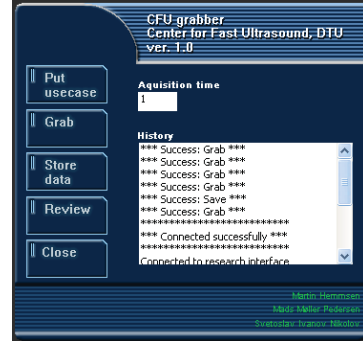 CFU-grabber
Center for Fast Ultrasound, DTU
ver. 1.0
Put
usecase
Grab
Store
data
Review
Close
Aquisition time
1
History
*** Success: Grab ***
*** Success: Grab ***
*** Success: Grab ***
*** Success: Grab ***
*** Success: Save ***
*** Success: Grab ***
***************************
*** Connected successfully ***
***************************
Connected to research interface
Martin Hemmsen
Mads Møller Pedersen
Svetoslav Ivanov Nikolov